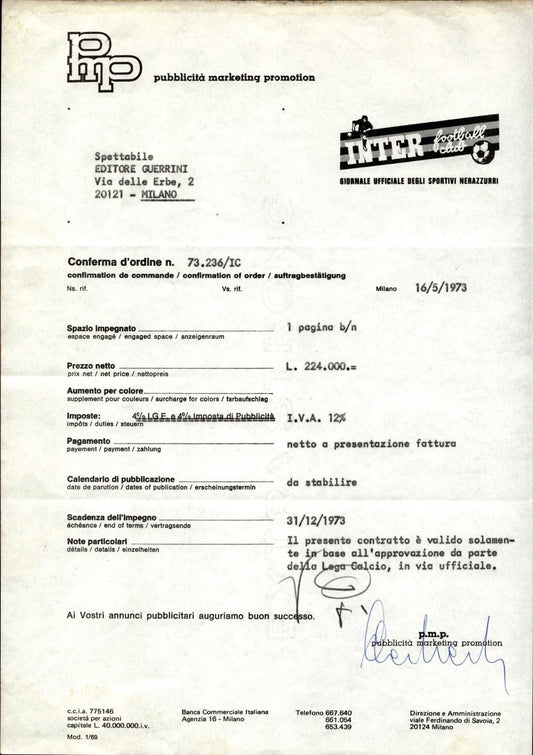 pmp
pubblicità marketing promotion
INTER football club
GIORNALE UFFICIALE DEGLI SPORTIVI NERAZZURRI
Spettabile
EDITORE GUERRINI
Via delle Erbe, 2
20121 - MILANO
Conferma d'ordine n. 73.236/IC
confirmation de commande / confirmation of order / auftragbestätigung
Ns. rif. Vs. rif. Milano 16/5/1973
Spazio impegnato 1 pagina b/n
espace engagé / engaged space / anzeigenraum
Prezzo netto L. 224.000.=
prix net / net price / nettopreis
Aumento per colore
supplement pour couleurs / surcharge for colors / farbaufschlag
Imposte: 4% I.G.E. e 4% Imposta di Pubblicità I.V.A. 12%
impôts / duties / steuern
Pagamento netto a presentazione fattura
payement / payment / zahlung
Calendario di pubblicazione da stabilire
date de parution / dates of publication / erscheinungstermin
Scadenza dell'impegno 31/12/1973
échéance / end of terms / vertragsende
Note particolari Il presente contratto è valido solamen-
détails / details / einzelheiten te in base all'approvazione da parte
della Lega Calcio, in via ufficiale.
Ai Vostri annunci pubblicitari auguriamo buon successo.
p.m.p.
pubblicità marketing promotion
c.c.i.a. 775146
società per azioni
capitale L. 40.000.000.i.v.
Mod. 1/69
Banca Commerciale Italiana
Agenzia 16 - Milano
Telefono 667.640
661.054
653.439
Direzione e Amministrazione
viale Ferdinando di Savoia, 2
20124 Milano